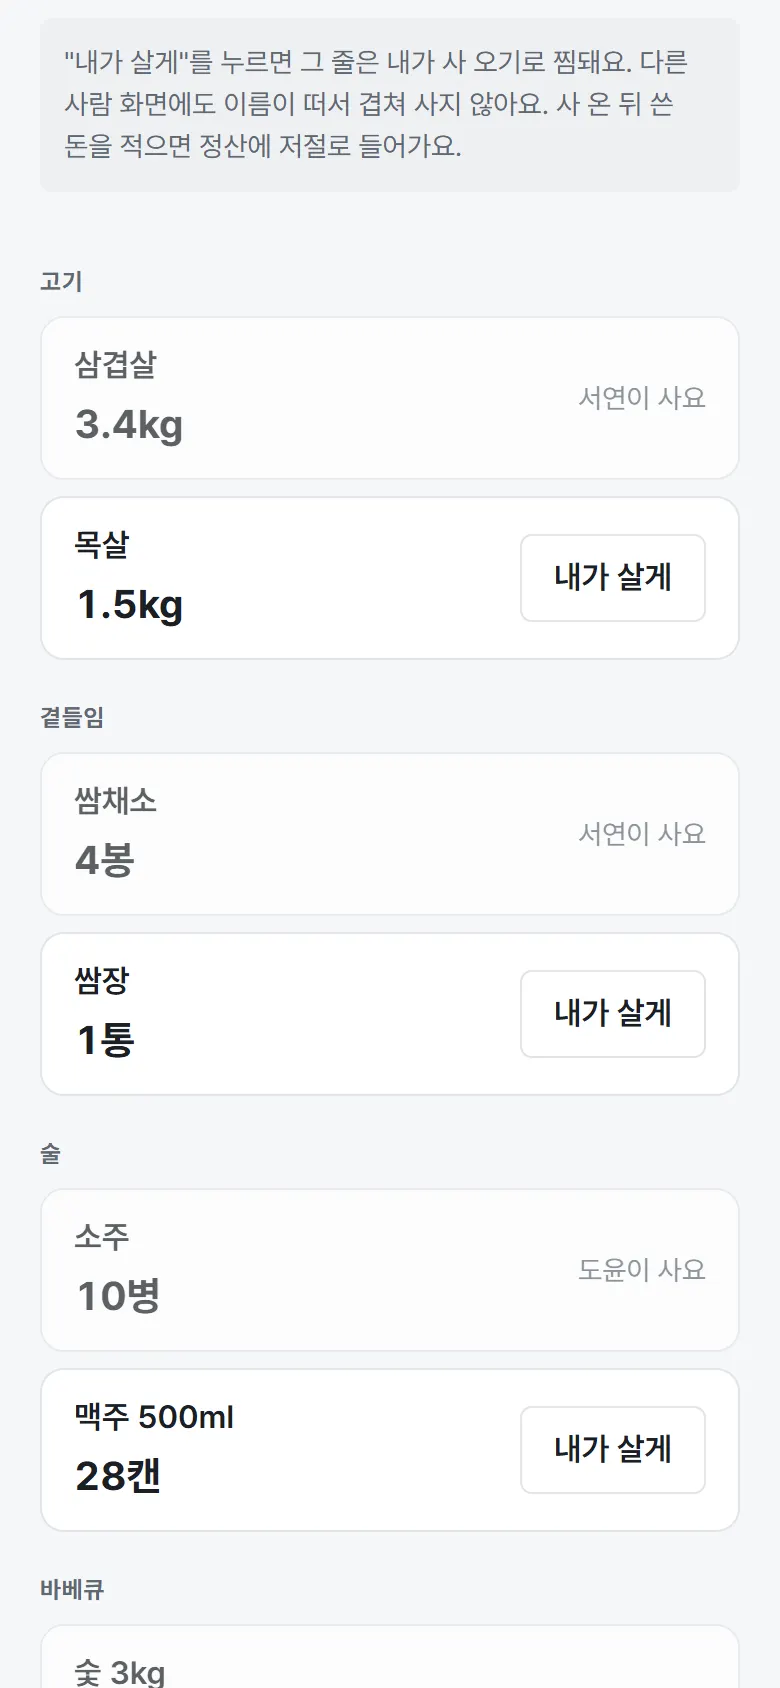 "내가 살게"를 누르면 그 줄은 내가 사 오기로 찜돼요. 다른
사람 화면에도 이름이 떠서 겹쳐 사지 않아요. 사 온 뒤 쓴
돈을 적으면 정산에 저절로 들어가요.
고기
삼겹살
3.4kg
서연이 사요
목살
1.5kg
내가 살게
곁들임
쌈채소
4봉
서연이 사요
쌈장
1통
내가 살게
술
소주
10병
도윤이 사요
맥주 500ml
28캔
내가 살게
바베큐
숯 3kg